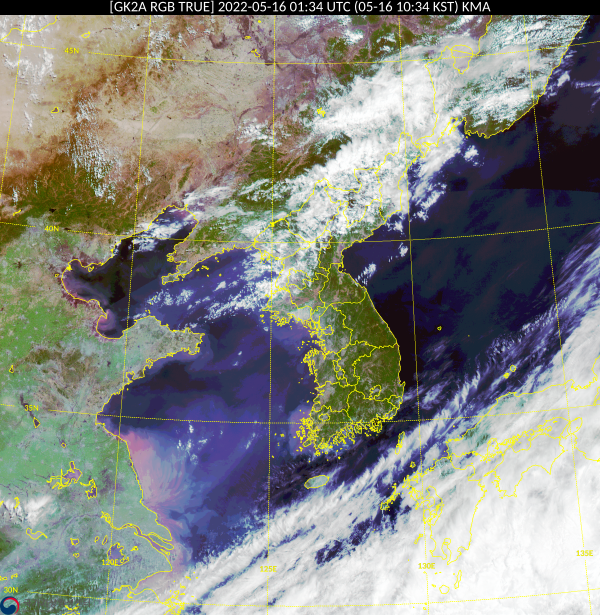 [GK2A RGB TRUE] 2022-05-16 01:34 UTC (05-16 10:34 KST) KMA
45N
40N
35N
120E
125E
130E
135E
30N